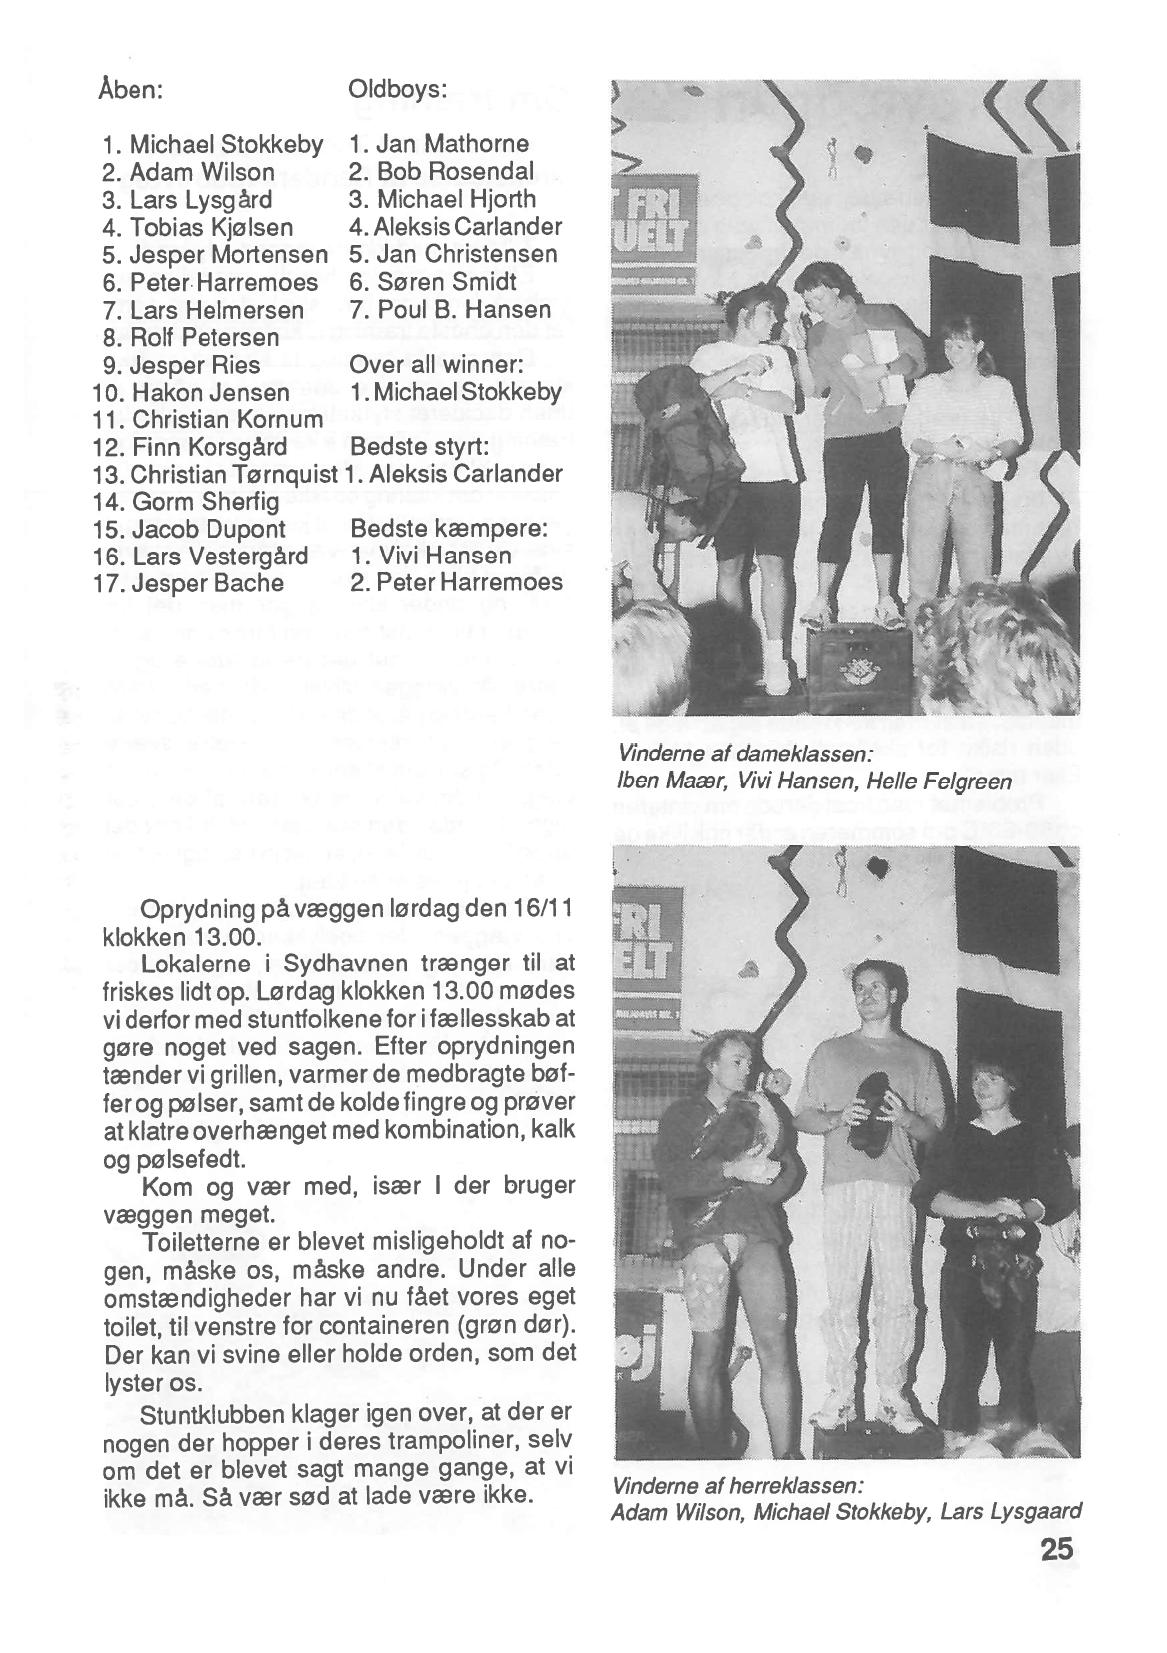 Åben:
1. Michael Stokkeby
2. Adam Wilson
3. Lars Lysgård
4. Tobias Kjølsen
5. Jesper Mortensen
6. Peter Harremoes
7. Lars Helmersen
8. Rolf Petersen
9. Jesper Ries
10. Hakon Jensen
11. Christian Kornum
12. Finn Korsgård
13. Christian Tørnquist
14. Gorm Sherfig
15. Jacob Dupont
16. Lars Vestergård
17. Jesper Bache
Oldboys:
1. Jan Mathorne
2. Bob Rosendal
3. Michael Hjorth
4. Aleksis Carlander
5. Jan Christensen
6. Søren Smidt
7. Poul B. Hansen
Over all winner:
1. Michael Stokkeby
Bedste styrt:
1. Aleksis Carlander
Bedste kæmpere:
1. Vivi Hansen
2. Peter Harremoes
Oprydning på væggen lørdag den 16/11
klokken 13.00.
Lokalerne i Sydhavnen trænger til at
friskes lidt op. Lørdag klokken 13.00 mødes
vi derfor med stuntfolkene for i fællesskab at
gøre noget ved sagen. Efter oprydningen
tænder vi grillen, varmer de medbragte bøf-
fer og pølser, samt de kolde fingre og prøver
at klatre overhænget med kombination, kalk
og pølsefedt.
Kom og vær med, især I der bruger
væggen meget.
Toiletterne er blevet misligeholdt af no-
gen, måske os, måske andre. Under alle
omstændigheder har vi nu fået vores eget
toilet, til venstre for containeren (grøn dør).
Der kan vi svine eller holde orden, som det
lyster os.
Stuntklubben klager igen over, at der er
nogen der hopper i deres trampoliner, selv
om det er blevet sagt mange gange, at vi
ikke må. Så vær sød at lade være ikke.
FRI
UELT
Vinderne af dameklassen:
Iben Maær, Vivi Hansen, Helle Felgreen
FRI
ELT
øj
Vinderne af herreklassen:
Adam Wilson, Michael Stokkeby, Lars Lysgaard
25